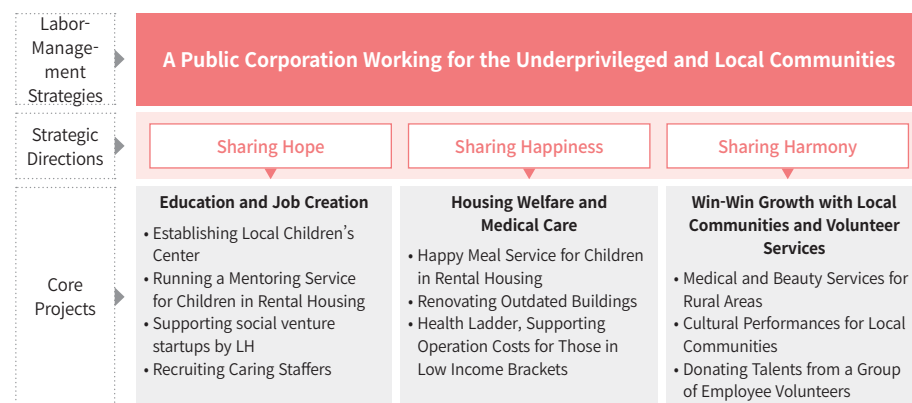 Labor-
Manage-
ment
Strategies
A Public Corporation Working for the Underprivileged and Local Communities
Strategic
Directions
Sharing Hope
Sharing Happiness
Sharing Harmony
Core
Projects
Education and Job Creation
• Establishing Local Children's
Center
• Running a Mentoring Service
for Children in Rental Housing
• Supporting social venture
startups by LH
• Recruiting Caring Staffers
Housing Welfare and
Medical Care
• Happy Meal Service for Children
in Rental Housing
• Renovating Outdated Buildings
• Health Ladder, Supporting
Operation Costs for Those in
Low Income Brackets
Win-Win Growth with Local
Communities and Volunteer
Services
• Medical and Beauty Services for
Rural Areas
• Cultural Performances for Local
Communities
• Donating Talents from a Group
of Employee Volunteers